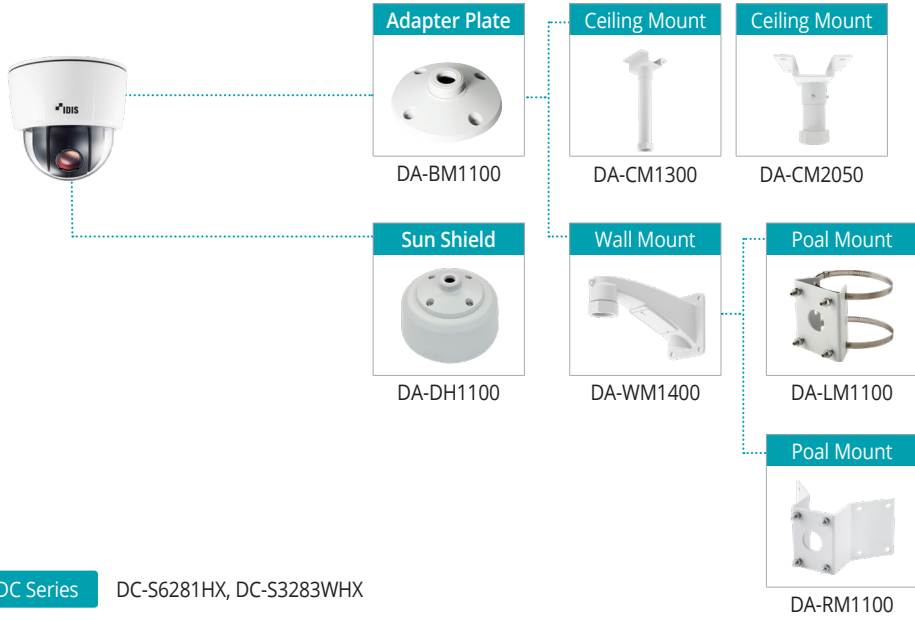 Adapter Plate
Ceiling Mount
Ceiling Mount
IDIS
DA-BM1100
DA-CM1300
DA-CM2050
Sun Shield
Wall Mount
Poal Mount
DA-DH1100
DA-WM1400
DA-LM1100
Poal Mount
DC Series
DC-S6281HX, DC-S3283WHX
DA-RM1100